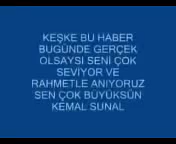 KEŞKE BU HABER
BUGÜNDE GERÇEK
OLSAYSI SENİ ÇOK
SEVİYOR VE
RAHMETLE ANIYORUZ
SEN ÇOK BÜYÜKSÜN
KEMAL SUNAL